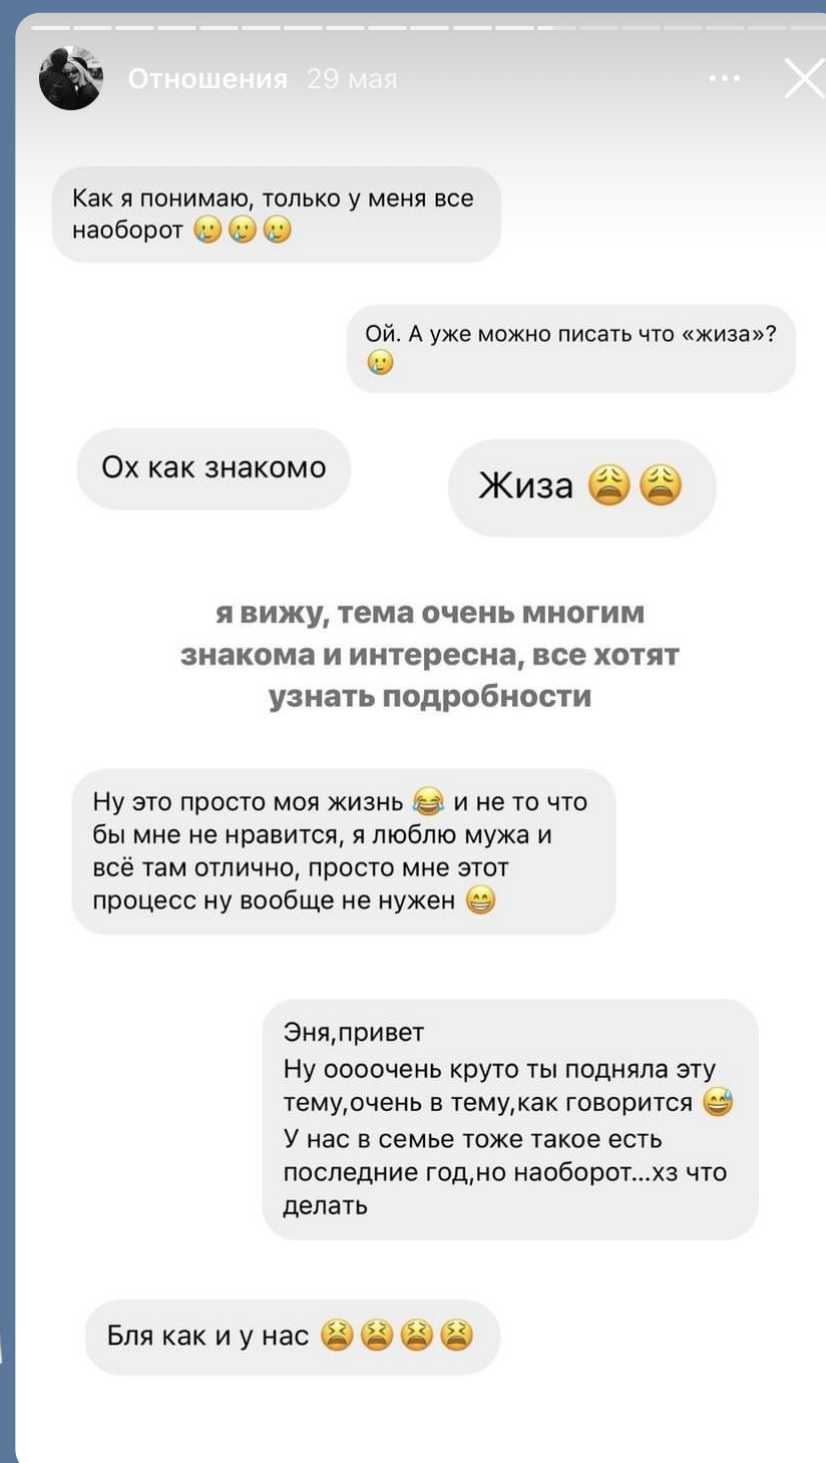 Отношения 29 мая
Как я понимаю, только у меня все
наоборот 🥲🥲🥲
Ой. А уже можно писать что «жиза»?
🥲
Ох как знакомо
Жиза 😩😩
я вижу, тема очень многим
знакома и интересна, все хотят
узнать подробности
Ну это просто моя жизнь 😂 и не то что
бы мне не нравится, я люблю мужа и
всё там отлично, просто мне этот
процесс ну вообще не нужен 😁
Эня,привет
Ну оооочень круто ты подняла эту
тему,очень в тему,как говорится 😅
У нас в семье тоже такое есть
последние год,но наоборот...хз что
делать
Бля как и у нас 😫😫😫😫